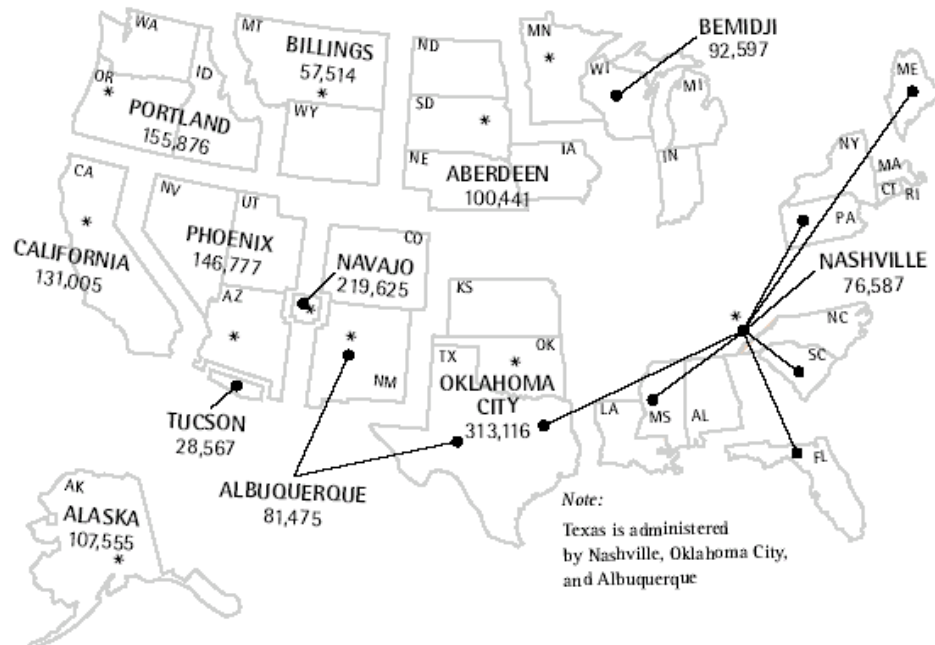 WA
MT
BILLINGS
57,514
ND
MN
BEMIDJI
92,597
ID
OR
WI
MI
ME
PORTLAND
155,876
WY
SD
NE
IA
IN
ABERDEEN
100,441
NY
MA
CT
RI
PA
CA
NV
UT
CO
CALIFORNIA
131,005
PHOENIX
146,777
NAVAJO
219,625
NASHVILLE
76,587
AZ
KS
NC
SC
NM
TX
OK
OKLAHOMA
CITY
313,116
LA
MS
AL
FL
TUCSON
28,567
ALBUQUERQUE
81,475
AK
ALASKA
107,555
Note:
Texas is administered
by Nashville, Oklahoma City,
and Albuquerque